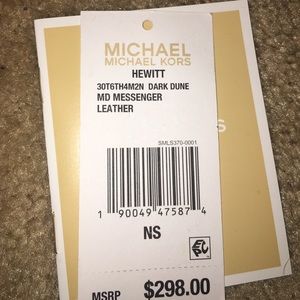 MICHAEL
MICHAEL KORS
HEWITT
30T6TH4M2N DARK DUNE
MD MESSENGER
LEATHER
SMLS370-0001
1 90049 47587 4
NS
MSRP $298.00